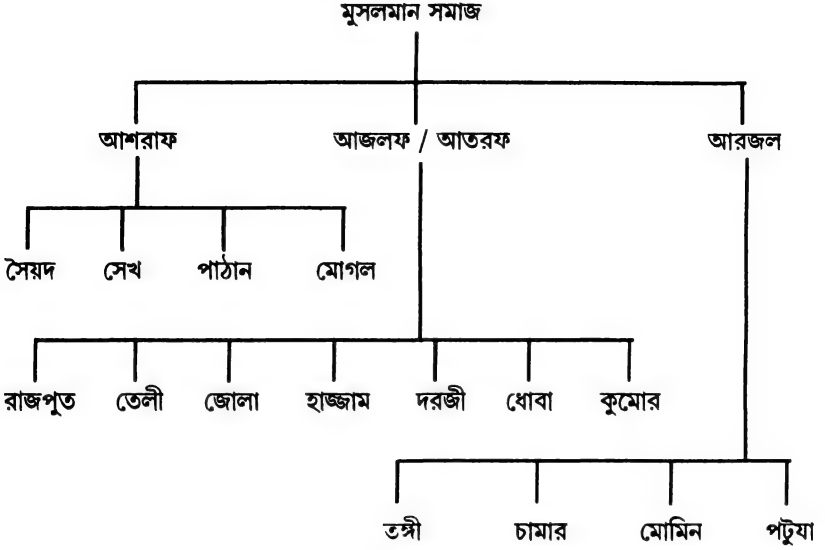 মুসলমান সমাজ
আশরাফ আজলফ / আতরফ আরজল
সৈয়দ সেখ পাঠান মোগল
রাজপুত তেলী জোলা হাজ্জাম দরজী ধোবা কুমোর
তঙ্গী চামার মোমিন পটুযা